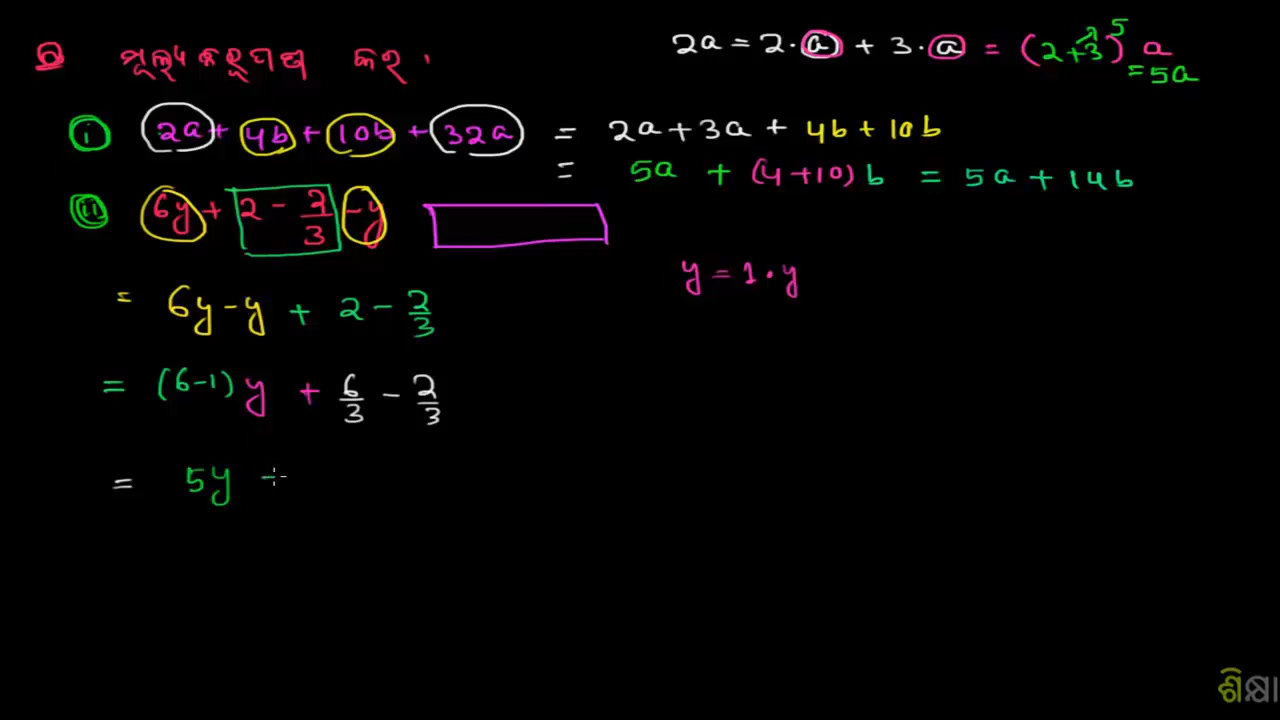 2a = 2 · a + 3 · a = (2+3)⁵ a
= 5a
କର ।
i 2a + 4b + 10b + 32a = 2a + 3a + 4b + 10b
= 5a + (4+10) b = 5a + 14b
ii 6y + 2 - 2/3 - y
y = 1 · y
= 6y - y + 2 - 2/3
= (6-1) y + 6/3 - 2/3
= 5y +
ଶିକ୍ଷା